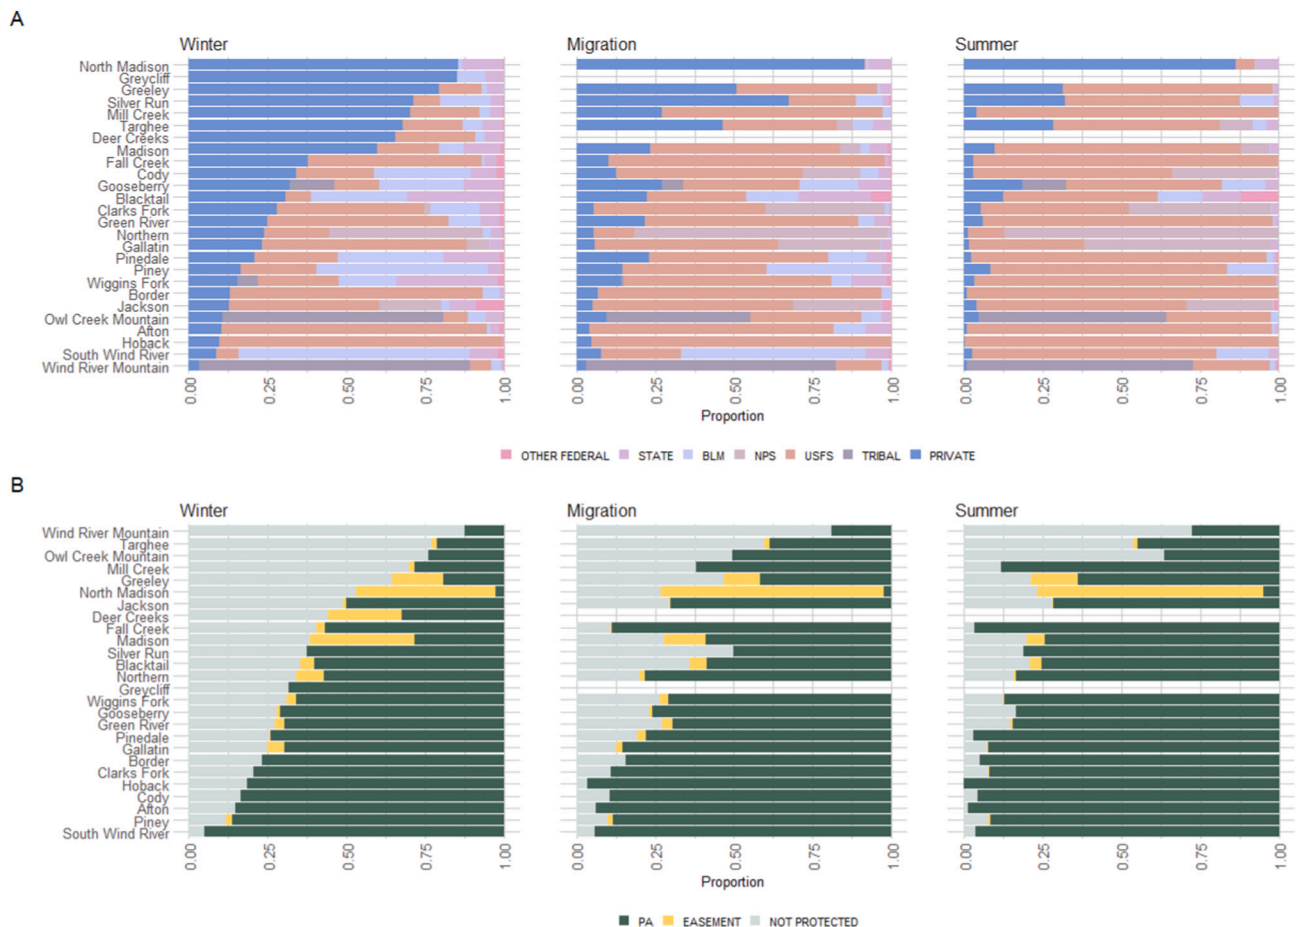 A
Winter Migration Summer
North Madison
Greycliff
Greeley
Silver Run
Mill Creek
Targhee
Deer Creeks
Madison
Fall Creek
Cody
Gooseberry
Blacktail
Clarks Fork
Green River
Northern
Gallatin
Pinedale
Piney
Wiggins Fork
Border
Jackson
Owl Creek Mountain
Afton
Hoback
South Wind River
Wind River Mountain
0.00 0.25 0.50 0.75 1.00 0.00 0.25 0.50 0.75 1.00 0.00 0.25 0.50 0.75 1.00
Proportion
OTHER FEDERAL STATE BLM NPS USFS TRIBAL PRIVATE
B
Winter Migration Summer
Wind River Mountain
Targhee
Owl Creek Mountain
Mill Creek
Greeley
North Madison
Jackson
Deer Creeks
Fall Creek
Madison
Silver Run
Blacktail
Northern
Greycliff
Wiggins Fork
Gooseberry
Green River
Pinedale
Gallatin
Border
Clarks Fork
Hoback
Cody
Afton
Piney
South Wind River
0.00 0.25 0.50 0.75 1.00 0.00 0.25 0.50 0.75 1.00 0.00 0.25 0.50 0.75 1.00
Proportion
PA EASEMENT NOT PROTECTED